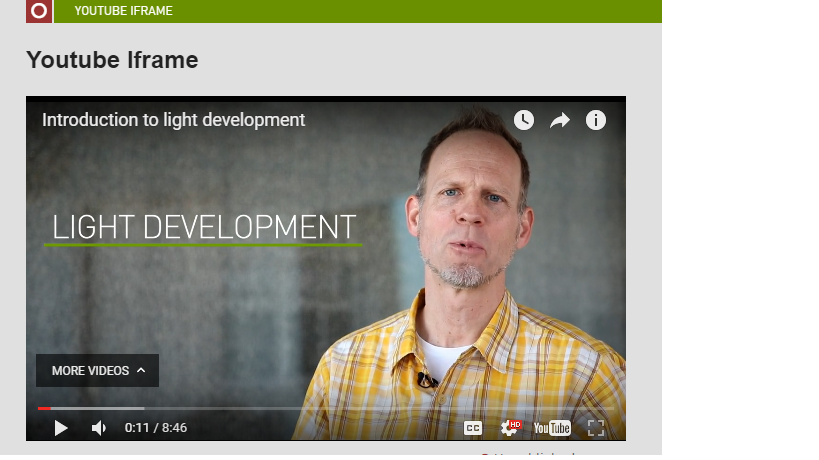 YOUTUBE IFRAME
Youtube Iframe
Introduction to light development
LIGHT DEVELOPMENT
MORE VIDEOS
0:11 / 8:46
CC
HD
YouTube